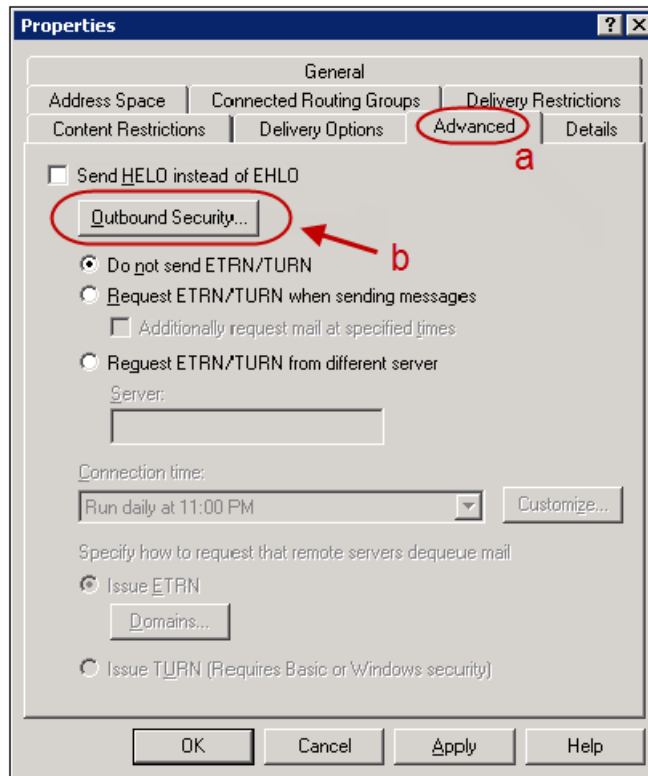 Properties
General
Address Space Connected Routing Groups Delivery Restrictions
Content Restrictions Delivery Options Advanced Details
a
Send HELO instead of EHLO
Outbound Security...
b
Do not send ETRN/TURN
Request ETRN/TURN when sending messages
Additionally request mail at specified times
Request ETRN/TURN from different server
Server:
Connection time:
Run daily at 11:00 PM Customize...
Specify how to request that remote servers dequeue mail
Issue ETRN
Domains...
Issue TURN (Requires Basic or Windows security)
OK Cancel Apply Help